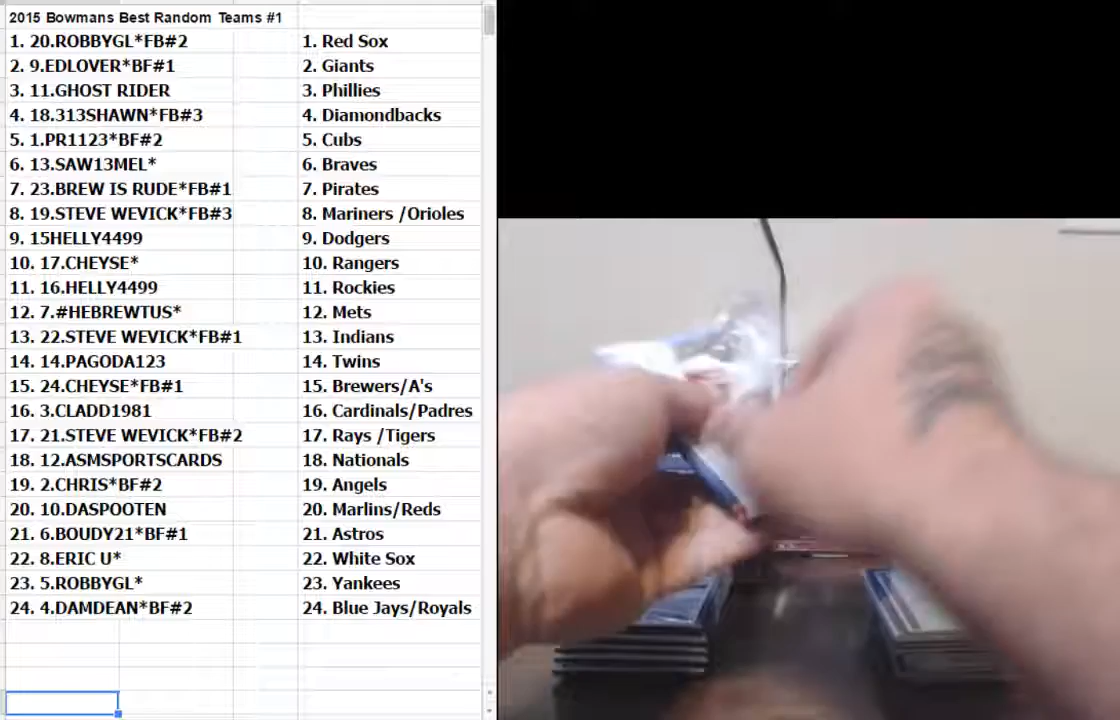 2015 Bowmans Best Random Teams #1
1. 20.ROBBYGL*FB#2 1. Red Sox
2. 9.EDLOVER*BF#1 2. Giants
3. 11.GHOST RIDER 3. Phillies
4. 18.313SHAWN*FB#3 4. Diamondbacks
5. 1.PR1123*BF#2 5. Cubs
6. 13.SAW13MEL* 6. Braves
7. 23.BREW IS RUDE*FB#1 7. Pirates
8. 19.STEVE WEVICK*FB#3 8. Mariners /Orioles
9. 15HELLY4499 9. Dodgers
10. 17.CHEYSE* 10. Rangers
11. 16.HELLY4499 11. Rockies
12. 7.#HEBREWTUS* 12. Mets
13. 22.STEVE WEVICK*FB#1 13. Indians
14. 14.PAGODA123 14. Twins
15. 24.CHEYSE*FB#1 15. Brewers/A's
16. 3.CLADD1981 16. Cardinals/Padres
17. 21.STEVE WEVICK*FB#2 17. Rays /Tigers
18. 12.ASMSPORTSCARDS 18. Nationals
19. 2.CHRIS*BF#2 19. Angels
20. 10.DASPOOTEN 20. Marlins/Reds
21. 6.BOUDY21*BF#1 21. Astros
22. 8.ERIC U* 22. White Sox
23. 5.ROBBYGL* 23. Yankees
24. 4.DAMDEAN*BF#2 24. Blue Jays/Royals